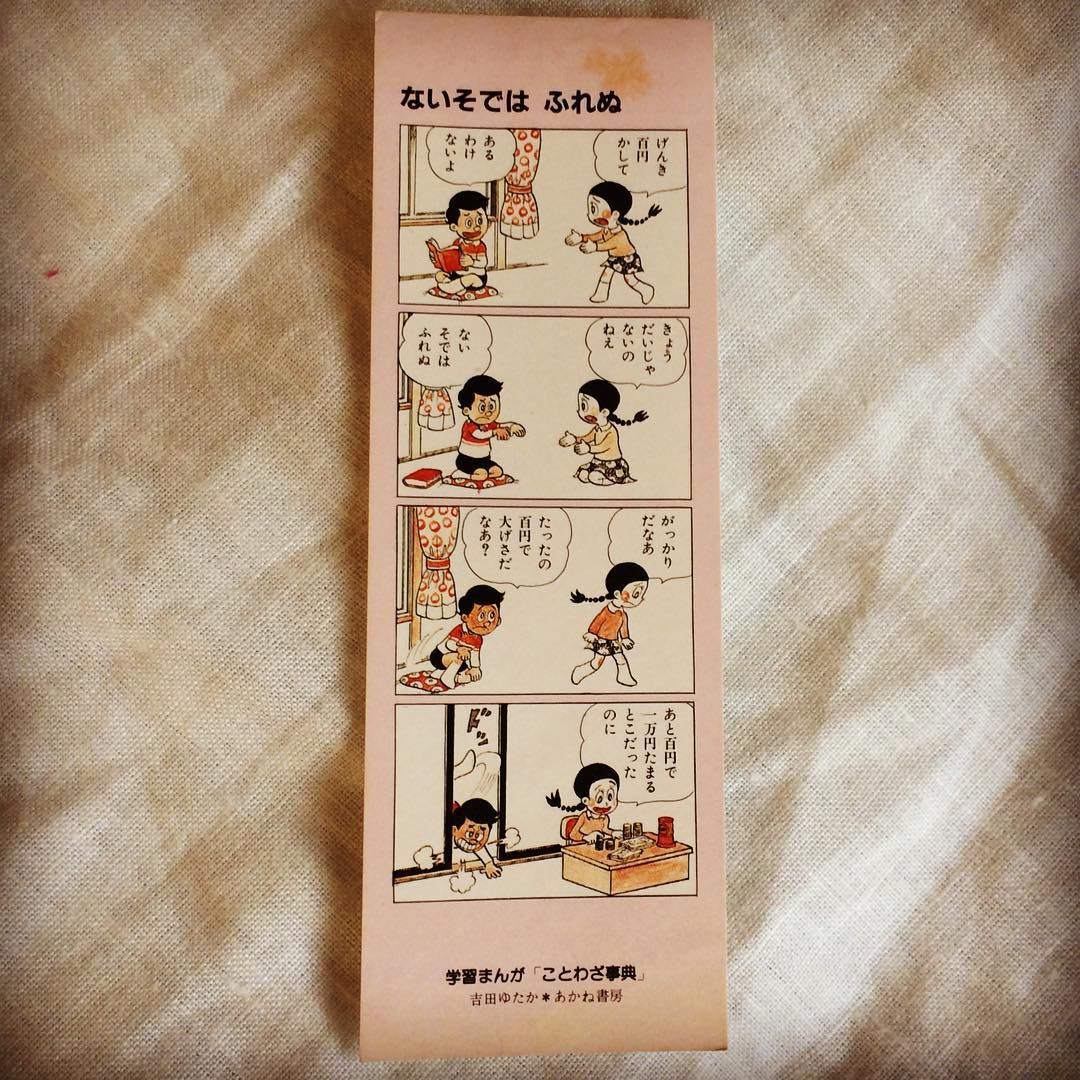 ないそでは ふれぬ
げんき
百円
かして
ある
わけ
ないよ
きょう
だいじゃ
ないの
ねえ
ない
そでは
ふれぬ
がっかり
だなあ
たったの
百円で
大げさだ
なあ?
あと百円で
一万円たまる
とこだった
のに
ドドッ
学習まんが「ことわざ事典」
吉田ゆたか＊あかね書房